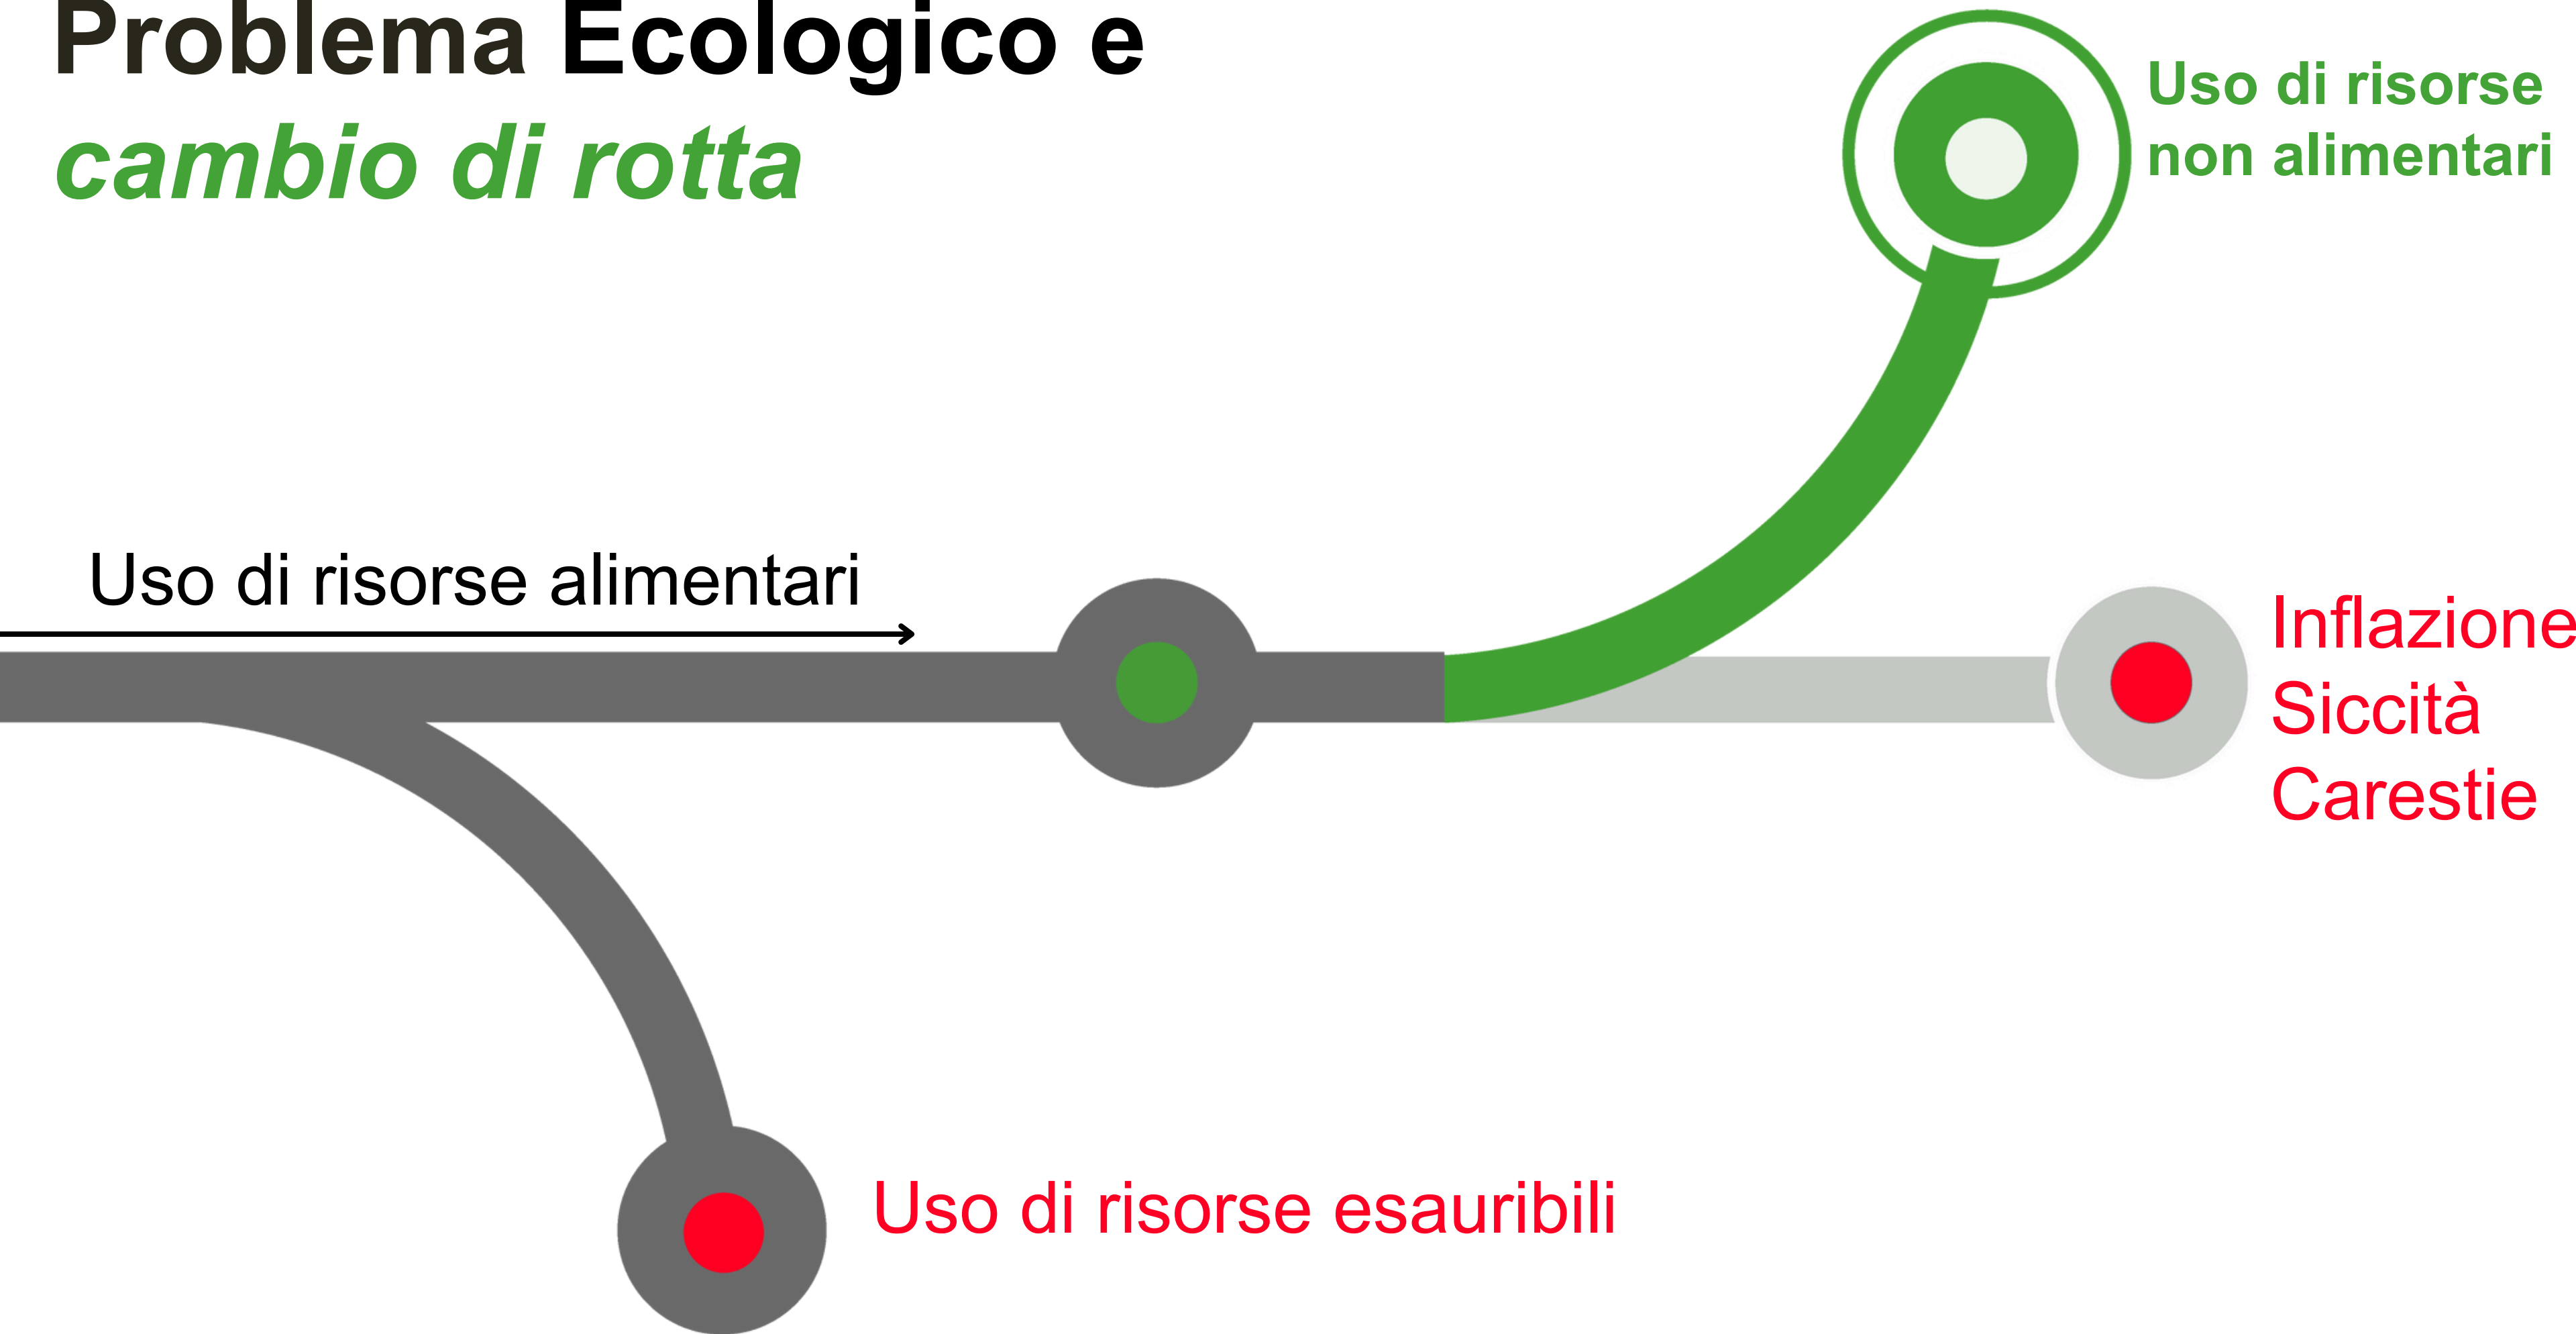 Problema Ecologico e
cambio di rotta
Uso di risorse
non alimentari
Uso di risorse alimentari
Inflazione
Siccità
Carestie
Uso di risorse esauribili